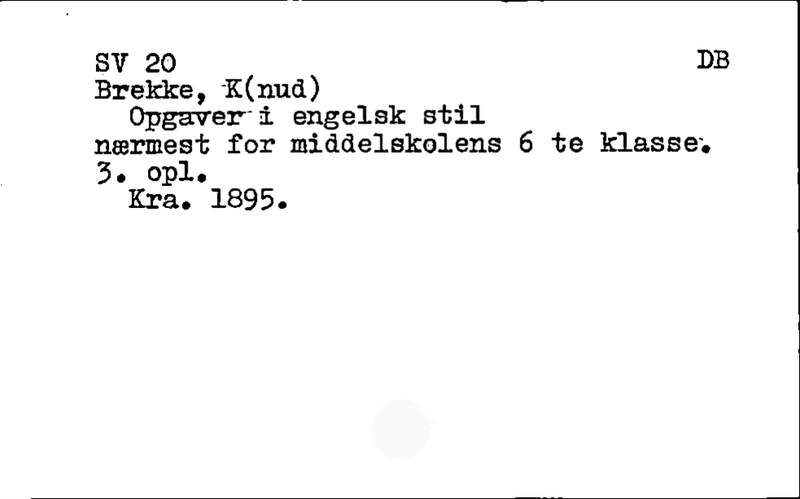 SV 20 DB
Brekke, K(nud)
Opgaver i engelsk stil
nærmest for middelskolens 6 te klasse.
3. opl.
Kra. 1895.